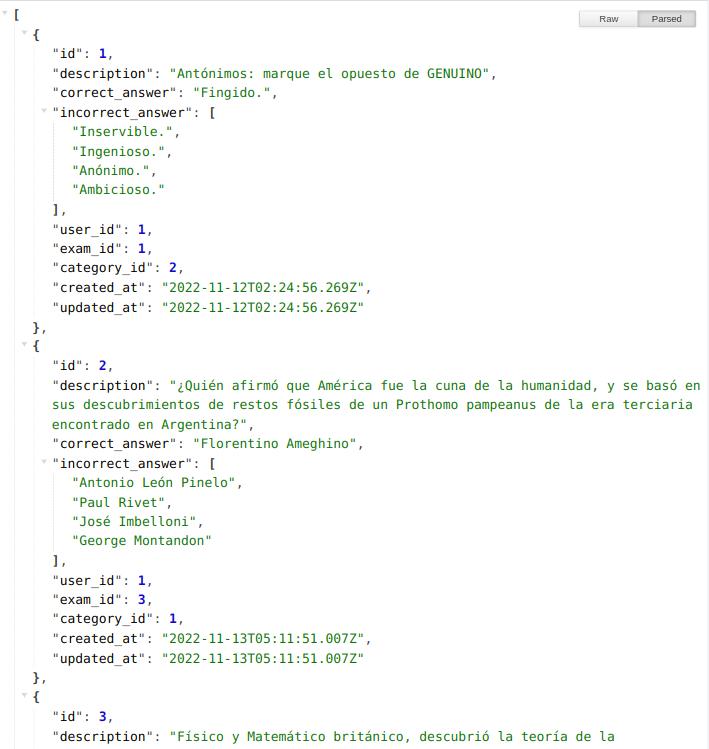 [
Raw Parsed
{
"id": 1,
"description": "Antónimos: marque el opuesto de GENUINO",
"correct_answer": "Fingido.",
"incorrect_answer": [
"Inservible.",
"Ingenioso.",
"Anónimo.",
"Ambicioso."
],
"user_id": 1,
"exam_id": 1,
"category_id": 2,
"created_at": "2022-11-12T02:24:56.269Z",
"updated_at": "2022-11-12T02:24:56.269Z"
},
{
"id": 2,
"description": "¿Quién afirmó que América fue la cuna de la humanidad, y se basó en
sus descubrimientos de restos fósiles de un Prothomo pampeanus de la era terciaria
encontrado en Argentina?",
"correct_answer": "Florentino Ameghino",
"incorrect_answer": [
"Antonio León Pinelo",
"Paul Rivet",
"José Imbelloni",
"George Montandon"
],
"user_id": 1,
"exam_id": 3,
"category_id": 1,
"created_at": "2022-11-13T05:11:51.007Z",
"updated_at": "2022-11-13T05:11:51.007Z"
},
{
"id": 3,
"description": "Físico y Matemático británico, descubrió la teoría de la